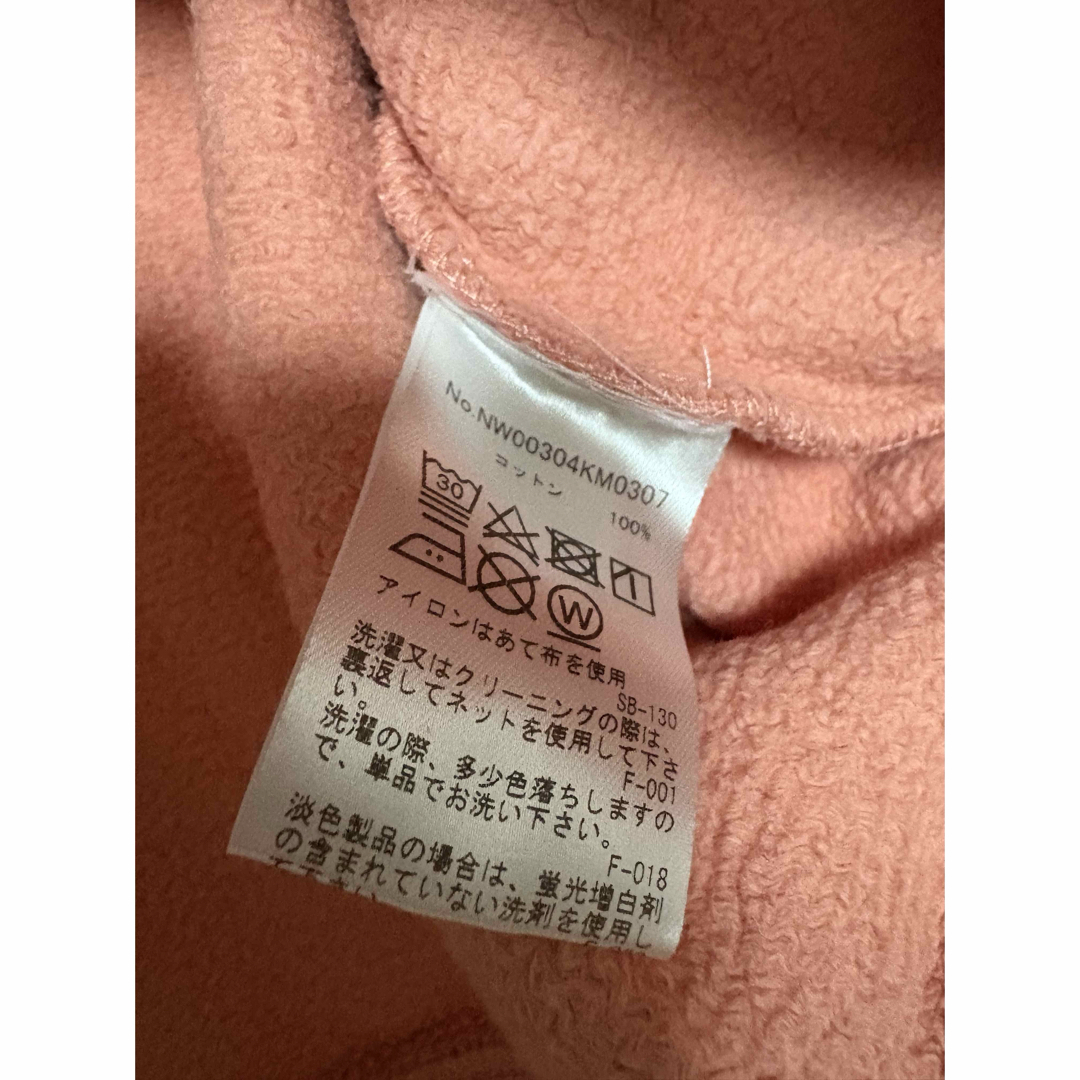 No.NW00304KM0307
コットン 100%
30
W
アイロンはあて布を使用
SB-130
洗濯又はクリーニングの際は、
裏返してネットを使用して下さ
い。
F-001
洗濯の際、多少色落ちしますの
で、単品でお洗い下さい。
F-018
淡色製品の場合は、蛍光増白剤
の含まれていない洗剤を使用し